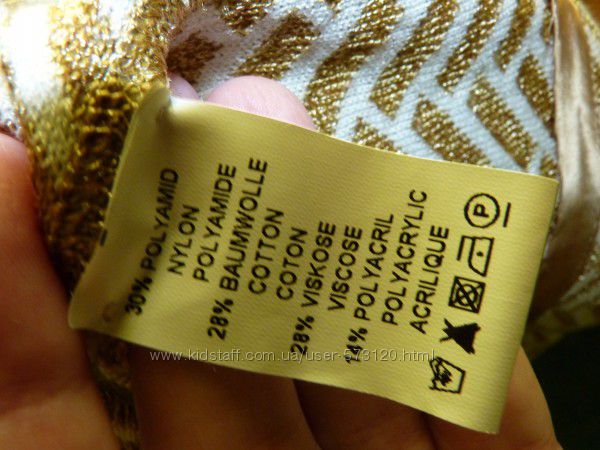 30% POLYAMID
NYLON
POLYAMIDE
28% BAUMWOLLE
COTTON
COTON
28% VISKOSE
VISCOSE
14% POLYACRIL
POLYACRYLIC
ACRILIQUE
P
www.kidstaff.com.ua/user-573120.html